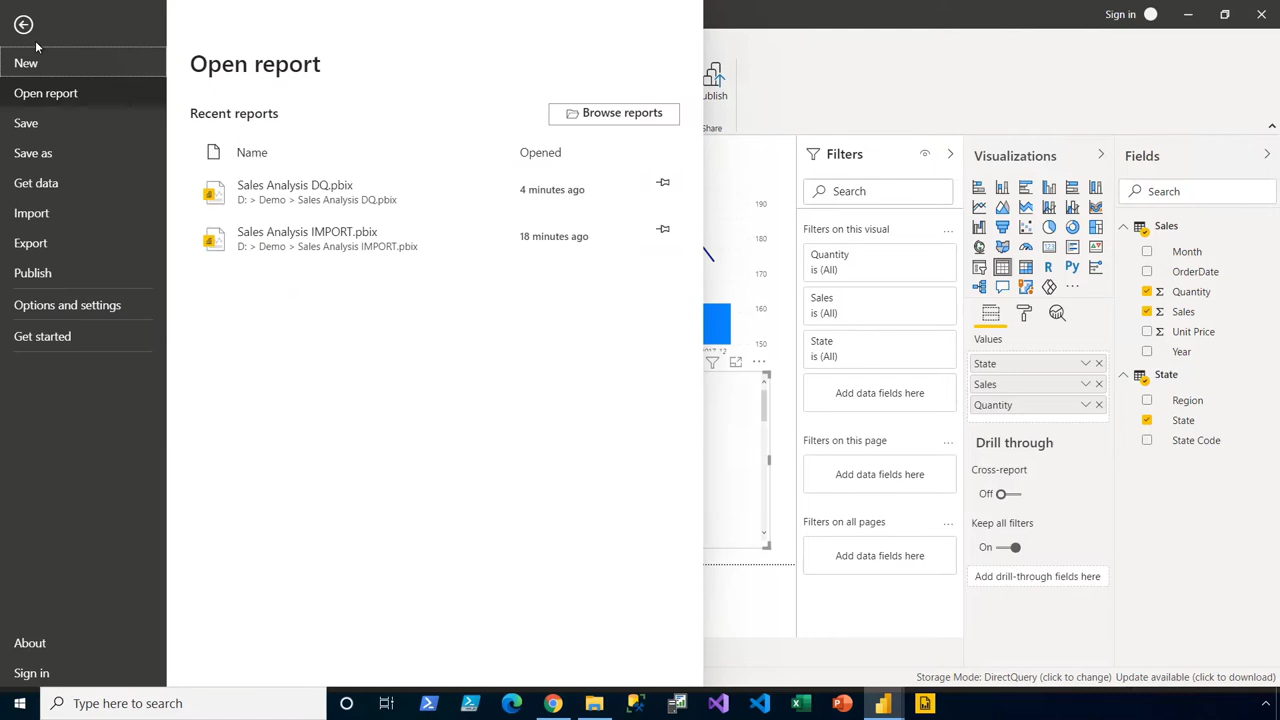 New
Open report
Save
Save as
Get data
Import
Export
Publish
Options and settings
Get started
About
Sign in
Open report
Recent reports
Browse reports
Name
Opened
Sales Analysis DQ.pbix
D: > Demo > Sales Analysis DQ.pbix
4 minutes ago
Sales Analysis IMPORT.pbix
D: > Demo > Sales Analysis IMPORT.pbix
18 minutes ago
Sign in
ublish
Share
190
180
170
160
150
Filters
Search
Filters on this visual
...
Quantity
is (All)
Sales
is (All)
State
is (All)
Add data fields here
Filters on this page
...
Add data fields here
Filters on all pages
...
Add data fields here
Visualizations
R
Py
...
Values
State
Sales
Quantity
Drill through
Cross-report
Off
Keep all filters
On
Add drill-through fields here
Fields
Search
Sales
Month
OrderDate
Σ Quantity
Σ Sales
Σ Unit Price
Σ Year
State
Region
State
State Code
Storage Mode: DirectQuery (click to change)
Update available (click to download)
Type here to search